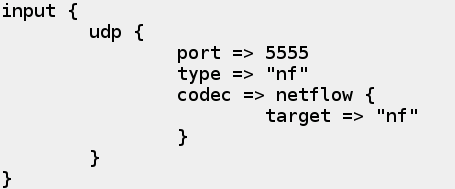 input {
        udp {
                port => 5555
                type => "nf"
                codec => netflow {
                        target => "nf"
                }
        }
}